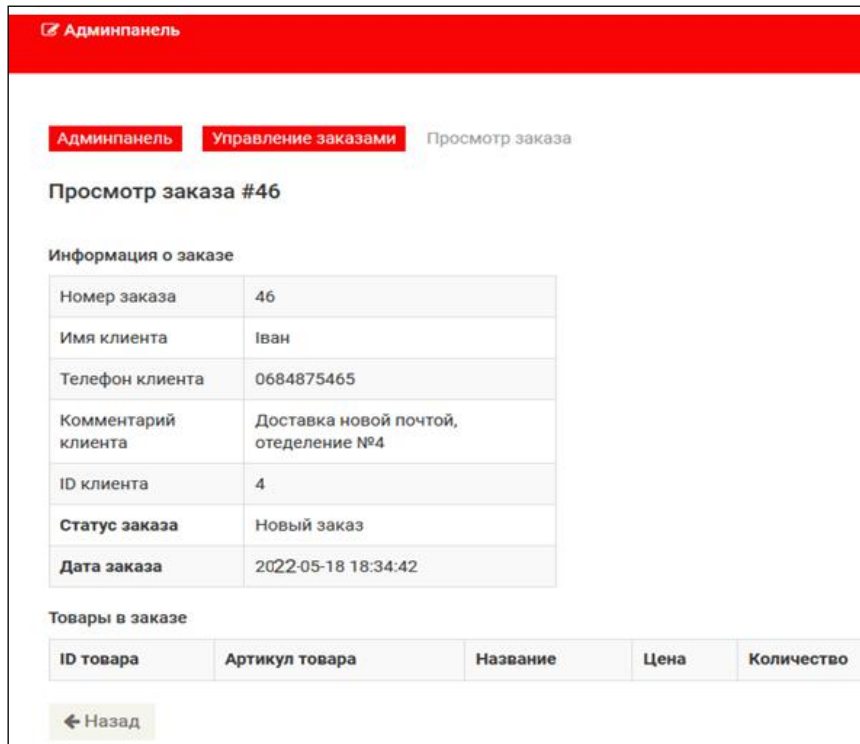 Админпанель
Админпанель Управление заказами Просмотр заказа
Просмотр заказа #46
Информация о заказе
Номер заказа 46
Имя клиента Іван
Телефон клиента 0684875465
Комментарий Доставка новой почтой,
клиента отеделение №4
ID клиента 4
Статус заказа Новый заказ
Дата заказа 2022-05-18 18:34:42
Товары в заказе
ID товара Артикул товара Название Цена Количество
Назад